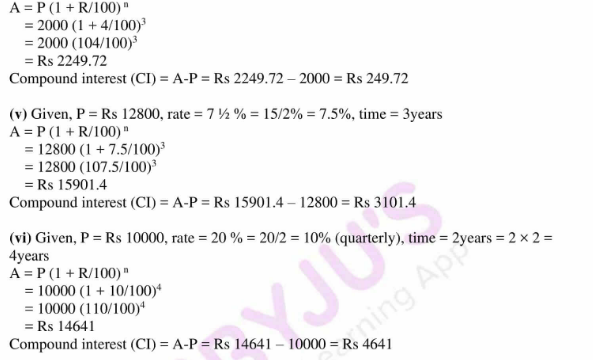 A = P (1 + R/100) ⁿ
= 2000 (1 + 4/100)³
= 2000 (104/100)³
= Rs 2249.72
Compound interest (CI) = A-P = Rs 2249.72 – 2000 = Rs 249.72
(v) Given, P = Rs 12800, rate = 7 ½ % = 15/2% = 7.5%, time = 3years
A = P (1 + R/100) ⁿ
= 12800 (1 + 7.5/100)³
= 12800 (107.5/100)³
= Rs 15901.4
Compound interest (CI) = A-P = Rs 15901.4 – 12800 = Rs 3101.4
(vi) Given, P = Rs 10000, rate = 20 % = 20/2 = 10% (quarterly), time = 2years = 2 × 2 =
4years
A = P (1 + R/100) ⁿ
= 10000 (1 + 10/100)⁴
= 10000 (110/100)⁴
= Rs 14641
Compound interest (CI) = A-P = Rs 14641 – 10000 = Rs 4641
BYJU'S
App